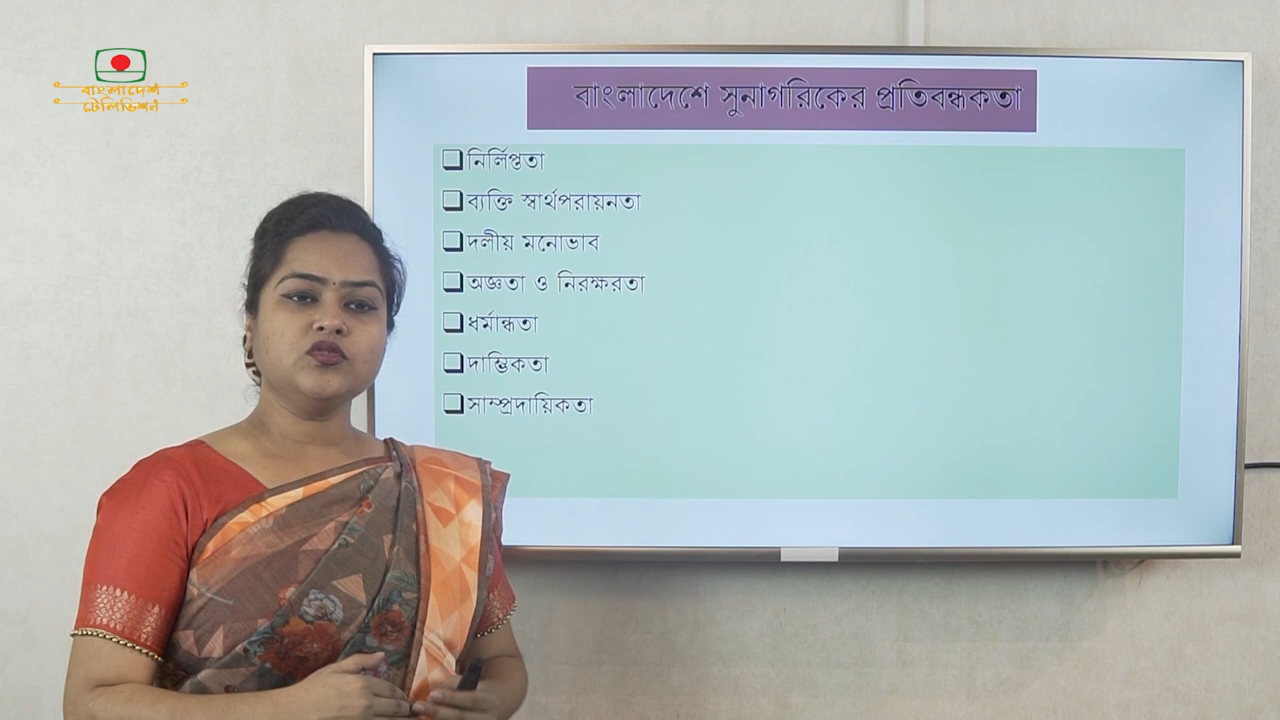 বাংলাদেশ
টেলিভিশন
বাংলাদেশে সুনাগরিকের প্রতিবন্ধকতা
নির্লিপ্ততা
ব্যক্তি স্বার্থপরায়নতা
দলীয় মনোভাব
অজ্ঞতা ও নিরক্ষরতা
ধর্মান্ধতা
দাম্ভিকতা
সাম্প্রদায়িকতা